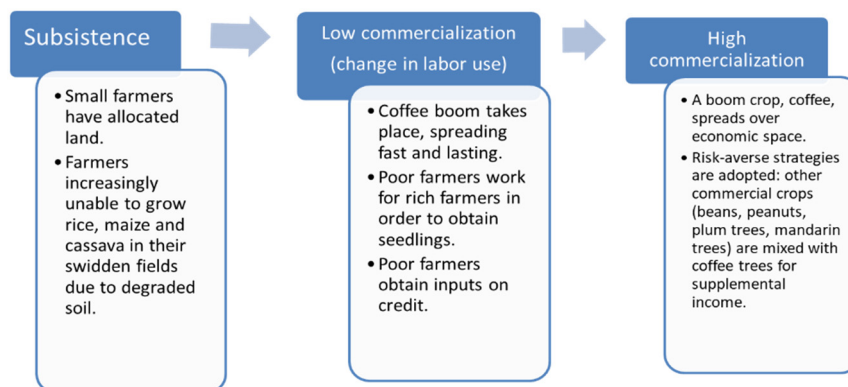 Subsistence
• Small farmers
have allocated
land.
• Farmers
increasingly
unable to grow
rice, maize and
cassava in their
swidden fields
due to degraded
soil.
Low commercialization
(change in labor use)
• Coffee boom takes
place, spreading
fast and lasting.
• Poor farmers work
for rich farmers in
order to obtain
seedlings.
• Poor farmers
obtain inputs on
credit.
High
commercialization
• A boom crop, coffee,
spreads over
economic space.
• Risk-averse strategies
are adopted: other
commercial crops
(beans, peanuts,
plum trees, mandarin
trees) are mixed with
coffee trees for
supplemental
income.